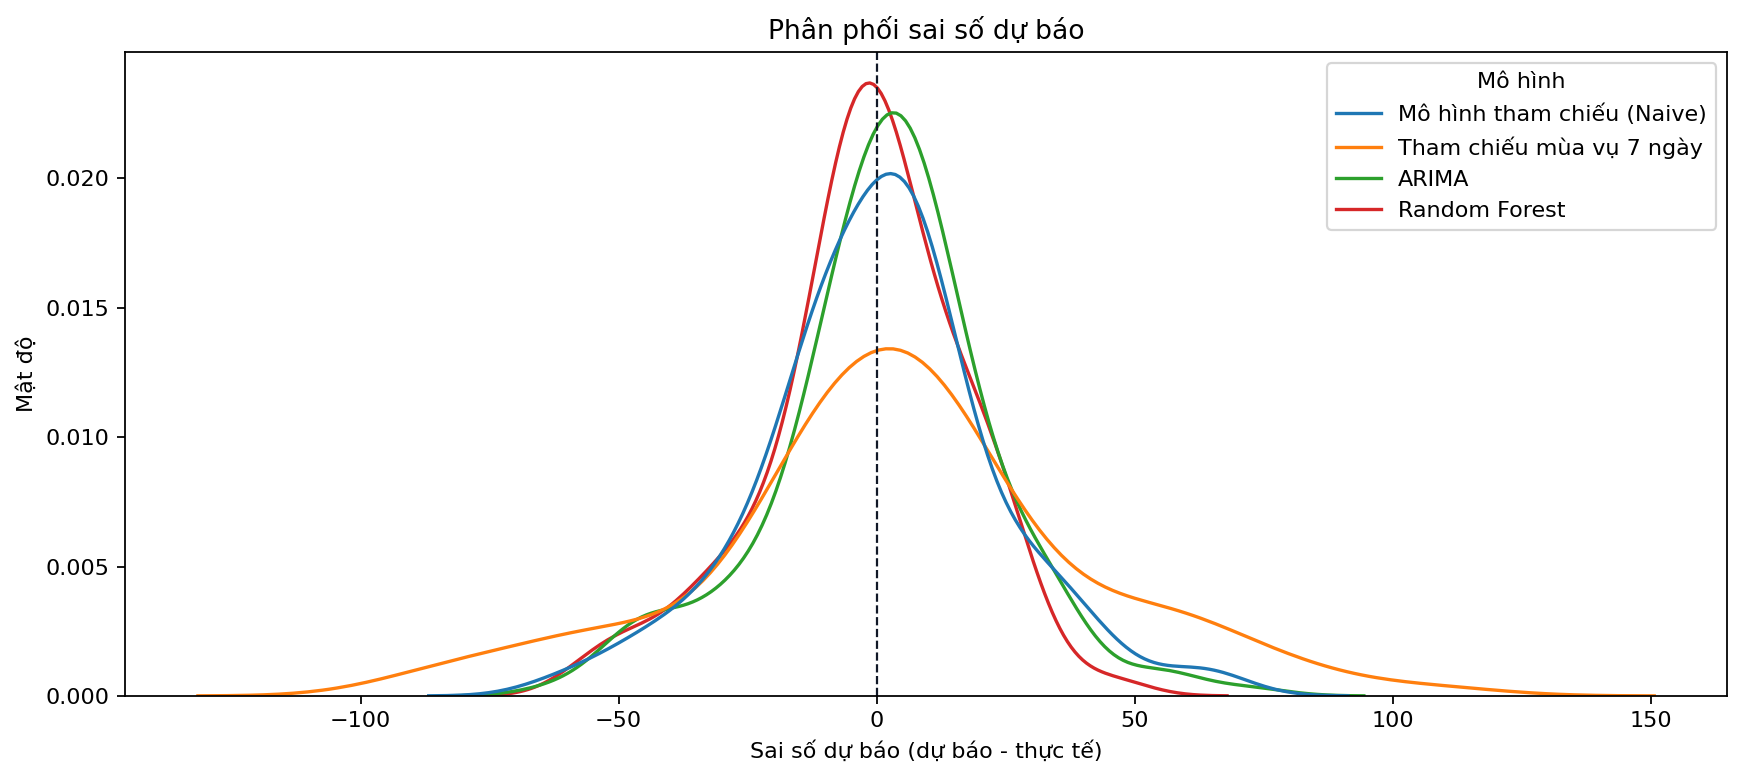 Phân phối sai số dự báo
Mô hình
Mô hình tham chiếu (Naive)
Tham chiếu mùa vụ 7 ngày
ARIMA
Random Forest
Mật độ
0.020
0.015
0.010
0.005
0.000
−100
−50
0
50
100
150
Sai số dự báo (dự báo - thực tế)